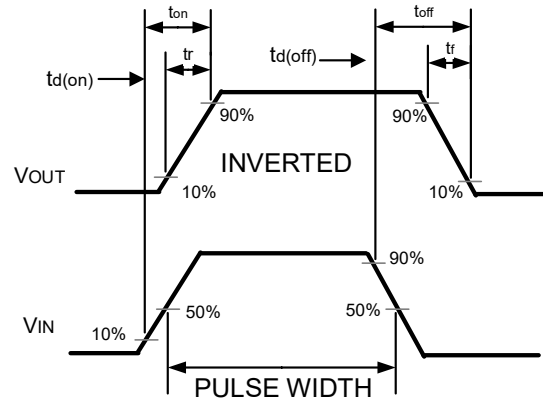 ton
toff
td(on)
tr
td(off)
tf
90%
90%
INVERTED
VOUT
10%
10%
90%
VIN
10%
50%
50%
PULSE WIDTH